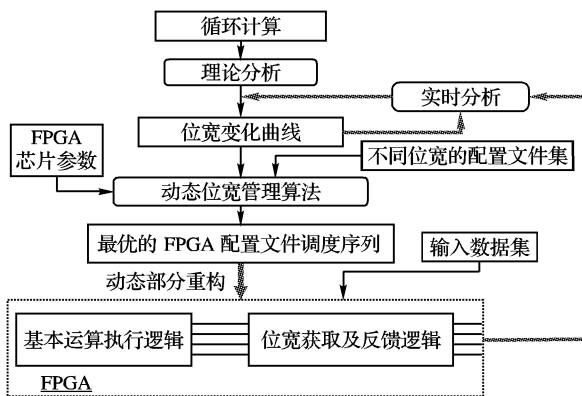 循环计算
理论分析
实时分析
位宽变化曲线
FPGA
芯片参数
不同位宽的配置文件集
动态位宽管理算法
最优的 FPGA 配置文件调度序列
输入数据集
动态部分重构
基本运算执行逻辑
位宽获取及反馈逻辑
FPGA